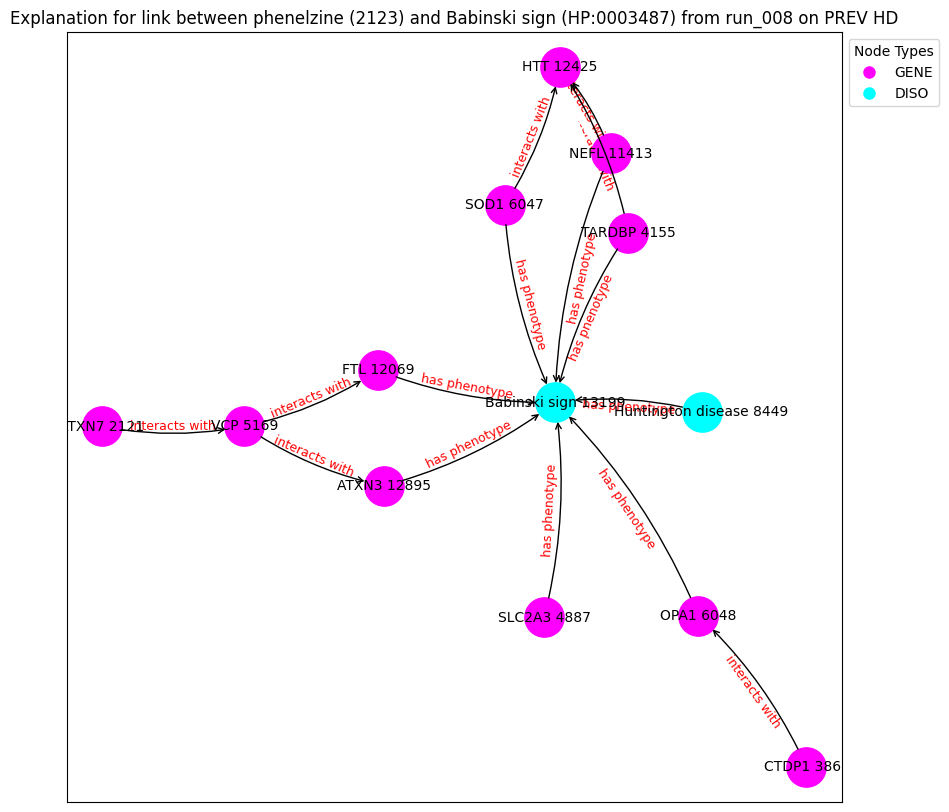 Explanation for link between phenelzine (2123) and Babinski sign (HP:0003487) from run_008 on PREV HD
Node Types
GENE
DISO
HTT 12425
interacts with
NEFL 11413
interacts with
SOD1 6047
TARDBP 4155
has phenotype
has phenotype
has phenotype
FTL 12069
interacts with
has phenotype
Babinski sign 13199
has phenotype
Huntington disease 8449
TXN7 2121
interacts with
VCP 5169
interacts with
has phenotype
ATXN3 12895
has phenotype
has phenotype
SLC2A3 4887
OPA1 6048
interacts with
CTDP1 386